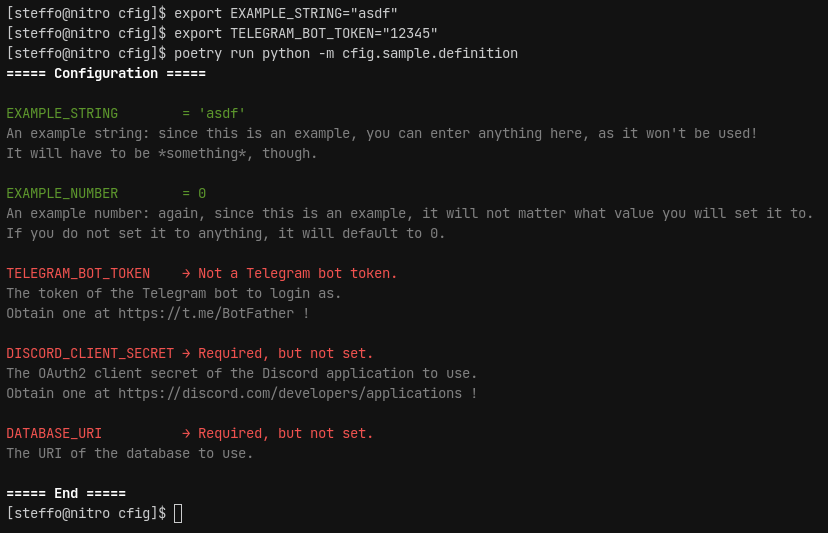 [steffo@nitro cfig]$ export EXAMPLE_STRING="asdf"
[steffo@nitro cfig]$ export TELEGRAM_BOT_TOKEN="12345"
[steffo@nitro cfig]$ poetry run python -m cfig.sample.definition
===== Configuration =====
EXAMPLE_STRING        = 'asdf'
An example string: since this is an example, you can enter anything here, as it won't be used!
It will have to be *something*, though.
EXAMPLE_NUMBER        = 0
An example number: again, since this is an example, it will not matter what value you will set it to.
If you do not set it to anything, it will default to 0.
TELEGRAM_BOT_TOKEN    → Not a Telegram bot token.
The token of the Telegram bot to login as.
Obtain one at https://t.me/BotFather !
DISCORD_CLIENT_SECRET → Required, but not set.
The OAuth2 client secret of the Discord application to use.
Obtain one at https://discord.com/developers/applications !
DATABASE_URI          → Required, but not set.
The URI of the database to use.
===== End =====
[steffo@nitro cfig]$